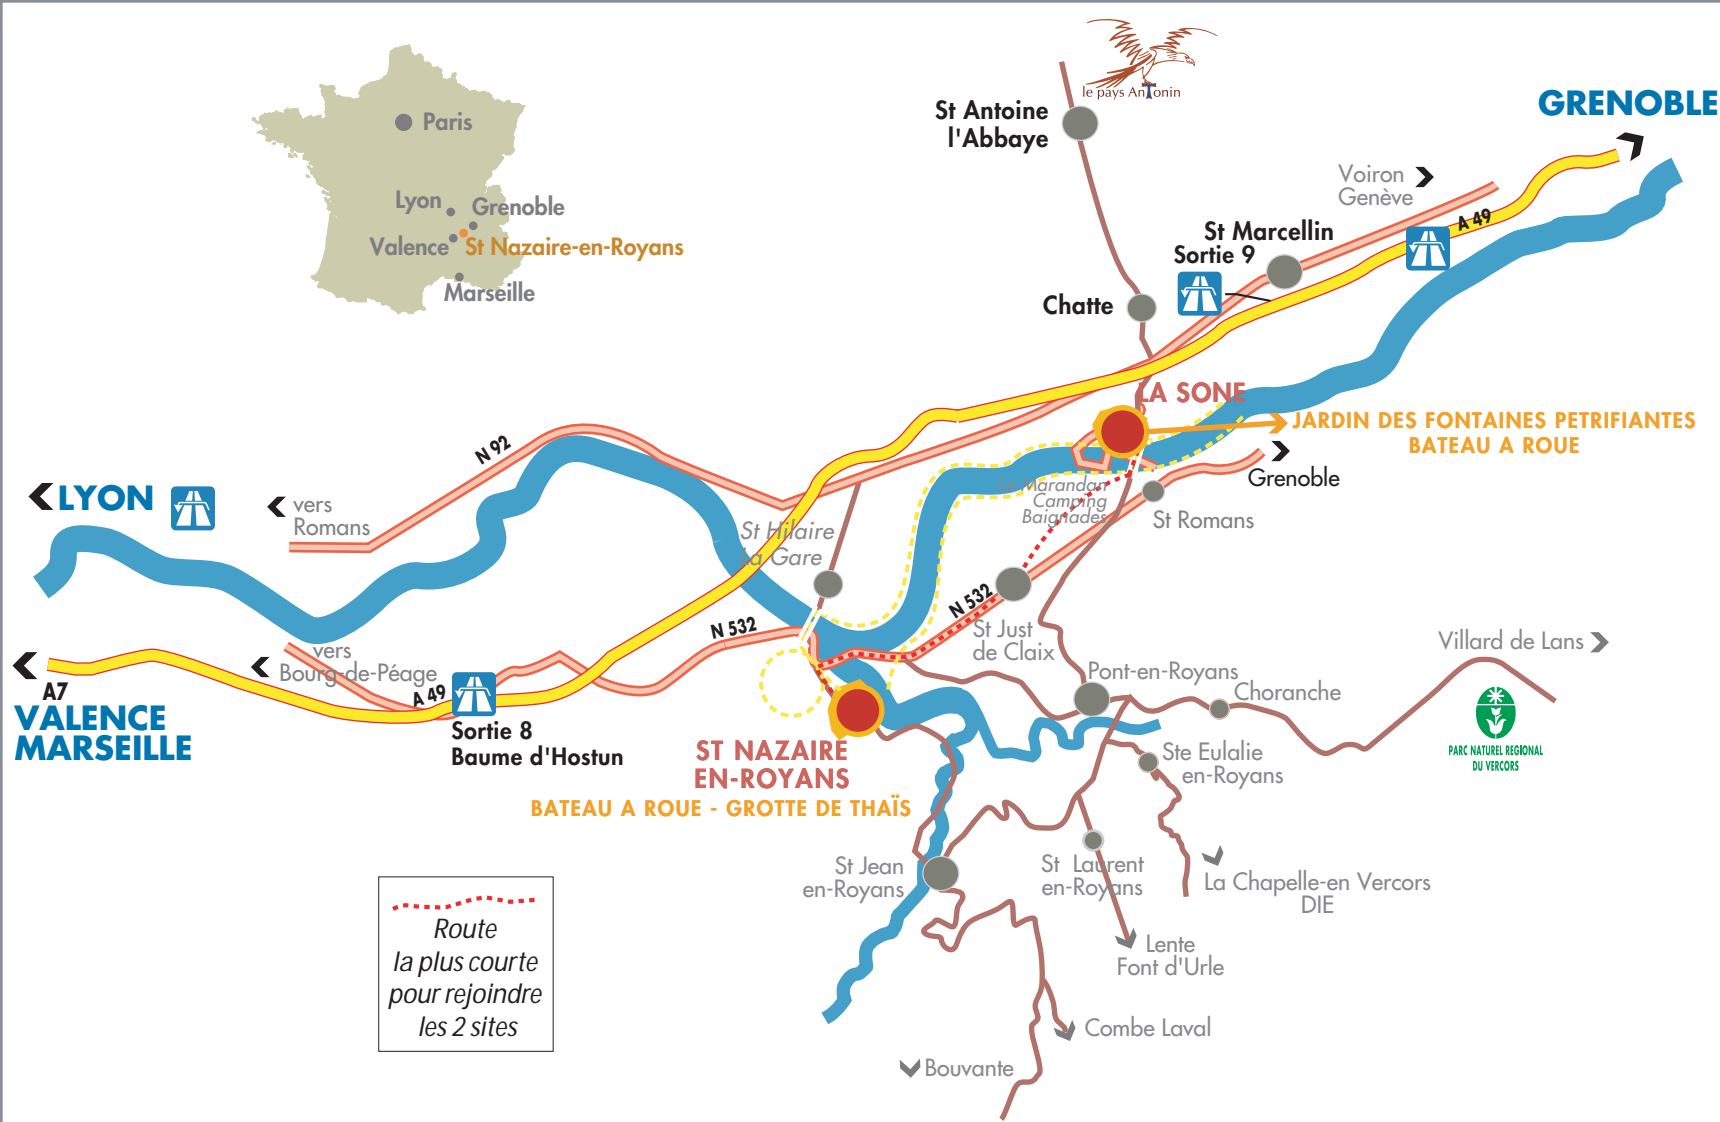 le pays Antonin
St Antoine
l'Abbaye
GRENOBLE
Paris
Lyon
Grenoble
Valence
St Nazaire-en-Royans
Marseille
Voiron
Genève
A 49
St Marcellin
Sortie 9
Chatte
LA SONE
JARDIN DES FONTAINES PETRIFIANTES
BATEAU A ROUE
Grenoble
N 92
LYON
vers
Romans
St Hilaire
la Gare
Le Marandan
Camping
Baignades
St Romans
N 532
St Just
de Claix
N 532
vers
Bourg-de-Péage
A7
VALENCE
MARSEILLE
A 49
Sortie 8
Baume d'Hostun
Pont-en-Royans
Choranche
Villard de Lans
PARC NATUREL REGIONAL
DU VERCORS
ST NAZAIRE
EN-ROYANS
BATEAU A ROUE - GROTTE DE THAÏS
Ste Eulalie
en-Royans
St Jean
en-Royans
St Laurent
en-Royans
La Chapelle-en Vercors
DIE
Lente
Font d'Urle
Combe Laval
Bouvante
Route
la plus courte
pour rejoindre
les 2 sites